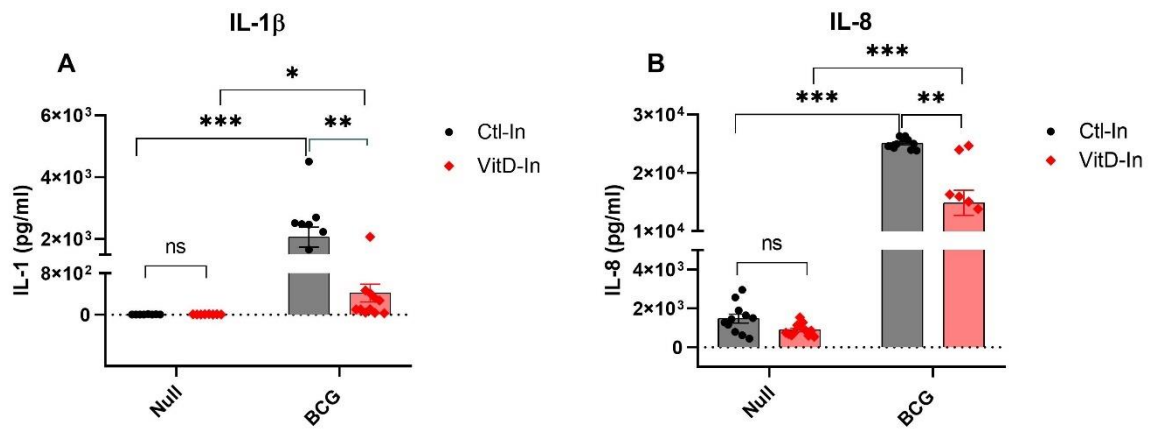 IL-1β
A
*
***
**
ns
6×10³
4×10³
2×10³
8×10²
0
IL-1 (pg/ml)
Null
BCG
Ctl-In
VitD-In
IL-8
B
***
***
**
ns
3×10⁴
2×10⁴
1×10⁴
4×10³
2×10³
0
IL-8 (pg/ml)
Null
BCG
Ctl-In
VitD-In